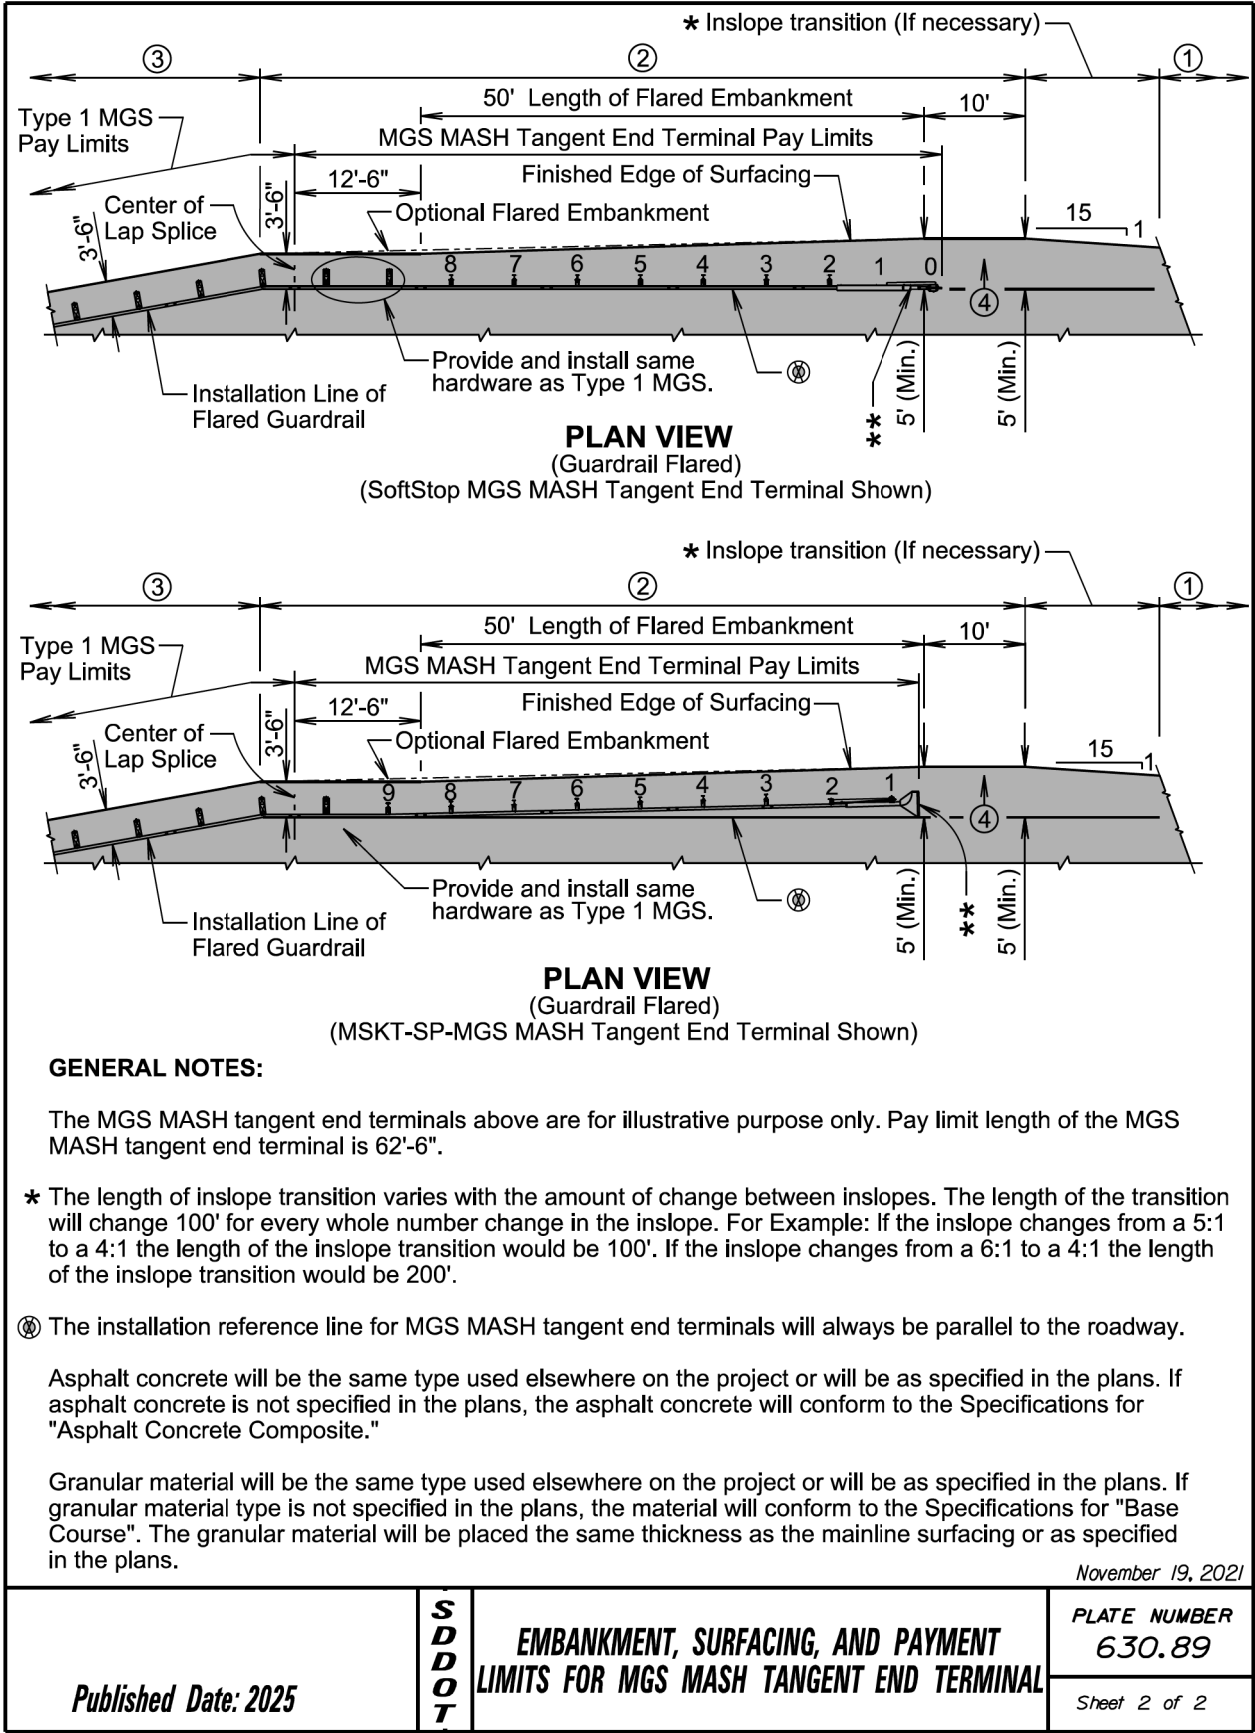 * Inslope transition (If necessary)
3
2
1
50' Length of Flared Embankment
10'
Type 1 MGS
Pay Limits
MGS MASH Tangent End Terminal Pay Limits
12'-6"
Finished Edge of Surfacing
3'-6"
3'-6"
Center of
Lap Splice
Optional Flared Embankment
15
1
8 7 6 5 4 3 2 1 0
4
Provide and install same
hardware as Type 1 MGS.
Installation Line of
Flared Guardrail
**
5' (Min.)
5' (Min.)
PLAN VIEW
(Guardrail Flared)
(SoftStop MGS MASH Tangent End Terminal Shown)
* Inslope transition (If necessary)
3
2
1
50' Length of Flared Embankment
10'
Type 1 MGS
Pay Limits
MGS MASH Tangent End Terminal Pay Limits
12'-6"
Finished Edge of Surfacing
3'-6"
3'-6"
Center of
Lap Splice
Optional Flared Embankment
15
1
9 8 7 6 5 4 3 2 1
4
Provide and install same
hardware as Type 1 MGS.
Installation Line of
Flared Guardrail
5' (Min.)
**
5' (Min.)
PLAN VIEW
(Guardrail Flared)
(MSKT-SP-MGS MASH Tangent End Terminal Shown)
GENERAL NOTES:
The MGS MASH tangent end terminals above are for illustrative purpose only. Pay limit length of the MGS
MASH tangent end terminal is 62'-6".
* The length of inslope transition varies with the amount of change between inslopes. The length of the transition
will change 100' for every whole number change in the inslope. For Example: If the inslope changes from a 5:1
to a 4:1 the length of the inslope transition would be 100'. If the inslope changes from a 6:1 to a 4:1 the length
of the inslope transition would be 200'.
The installation reference line for MGS MASH tangent end terminals will always be parallel to the roadway.
Asphalt concrete will be the same type used elsewhere on the project or will be as specified in the plans. If
asphalt concrete is not specified in the plans, the asphalt concrete will conform to the Specifications for
"Asphalt Concrete Composite."
Granular material will be the same type used elsewhere on the project or will be as specified in the plans. If
granular material type is not specified in the plans, the material will conform to the Specifications for "Base
Course". The granular material will be placed the same thickness as the mainline surfacing or as specified
in the plans.
November 19, 2021
Published Date: 2025
SDDOT
EMBANKMENT, SURFACING, AND PAYMENT
LIMITS FOR MGS MASH TANGENT END TERMINAL
PLATE NUMBER
630.89
Sheet 2 of 2